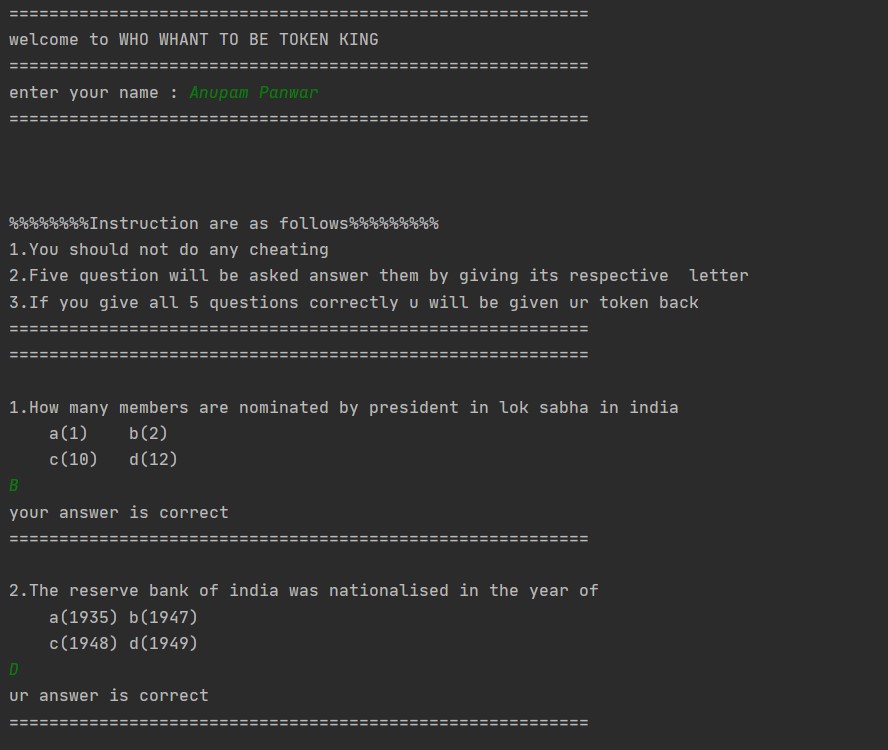 ==========================================================
welcome to WHO WHANT TO BE TOKEN KING
==========================================================
enter your name : Anupam Panwar
==========================================================
%%%%%%%%Instruction are as follows%%%%%%%%%
1.You should not do any cheating
2.Five question will be asked answer them by giving its respective  letter
3.If you give all 5 questions correctly u will be given ur token back
==========================================================
==========================================================
1.How many members are nominated by president in lok sabha in india
    a(1)    b(2)
    c(10)   d(12)
B
your answer is correct
==========================================================
2.The reserve bank of india was nationalised in the year of
    a(1935) b(1947)
    c(1948) d(1949)
D
ur answer is correct
==========================================================